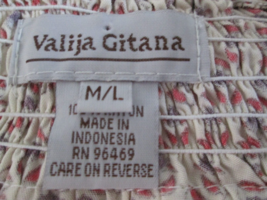 Valija Gitana
M/L
MADE IN
INDONESIA
RN 96469
CARE ON REVERSE